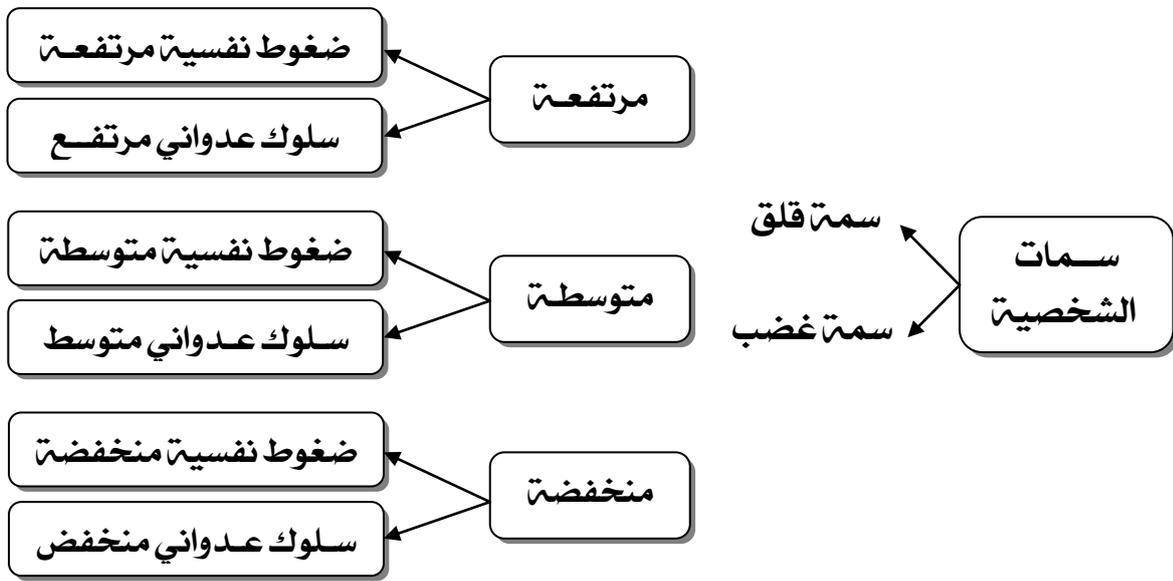 سمات
الشخصية
سمة قلق
سمة غضب
مرتفعة
ضغوط نفسية مرتفعة
سلوك عدواني مرتفع
متوسطة
ضغوط نفسية متوسطة
سلوك عدواني متوسط
منخفضة
ضغوط نفسية منخفضة
سلوك عدواني منخفض